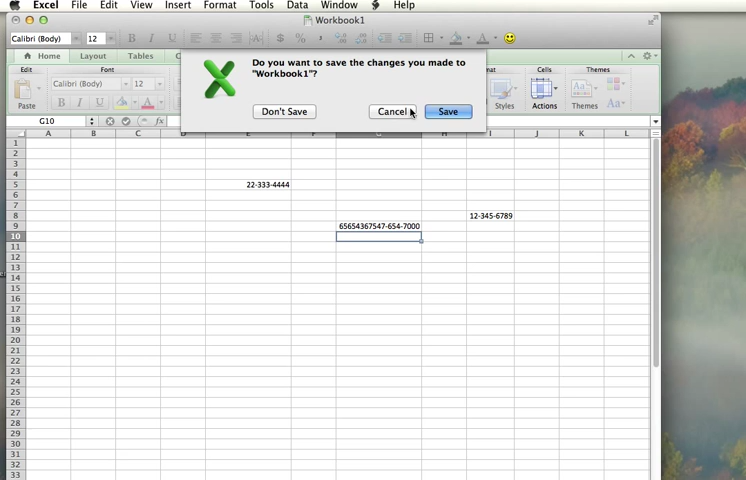 Excel File Edit View Insert Format Tools Data Window Help
Workbook1
Calibri (Body) 12 B I U $ % A
Home Layout Tables
Do you want to save the changes you made to
"Workbook1"?
Don't Save Cancel Save
Edit Font Cells Themes
Calibri (Body) 12
Paste B I U Styles Actions Themes Aa
G10 fx
A B C D E F G H I J K L
1
2
3
4
5 22-333-4444
6
7
8 12-345-6789
9 65654367547-654-7000
10
11
12
13
14
15
16
17
18
19
20
21
22
23
24
25
26
27
28
29
30
31
32
33